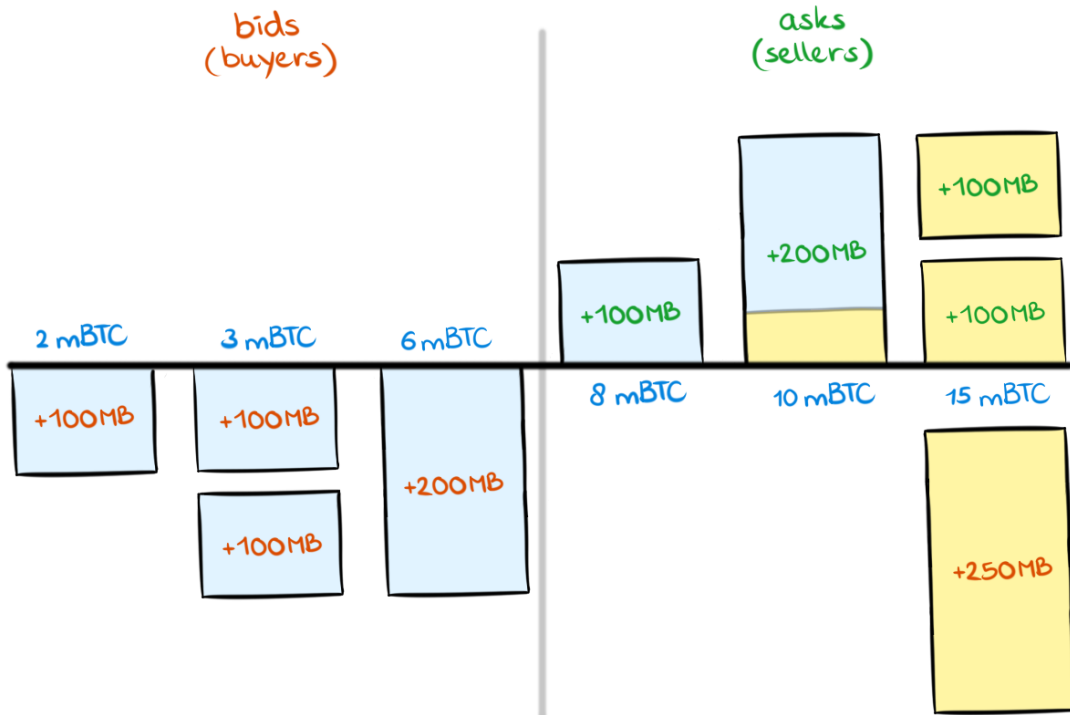 bids
(buyers)
asks
(sellers)
+100MB
+200MB
+100MB
+100MB
2 mBTC
3 mBTC
6 mBTC
8 mBTC
10 mBTC
15 mBTC
+100MB
+100MB
+200MB
+100MB
+250MB